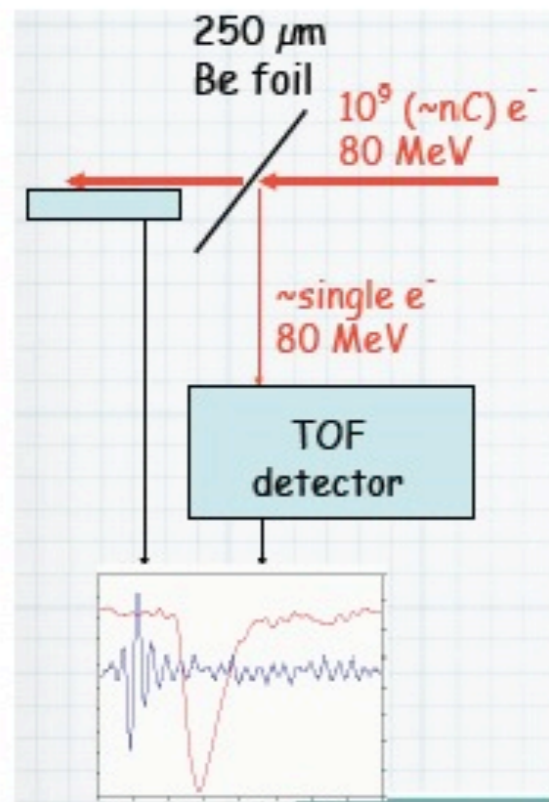 250 μm
Be foil
10⁹ (~nC) e⁻
80 MeV
~single e⁻
80 MeV
TOF
detector